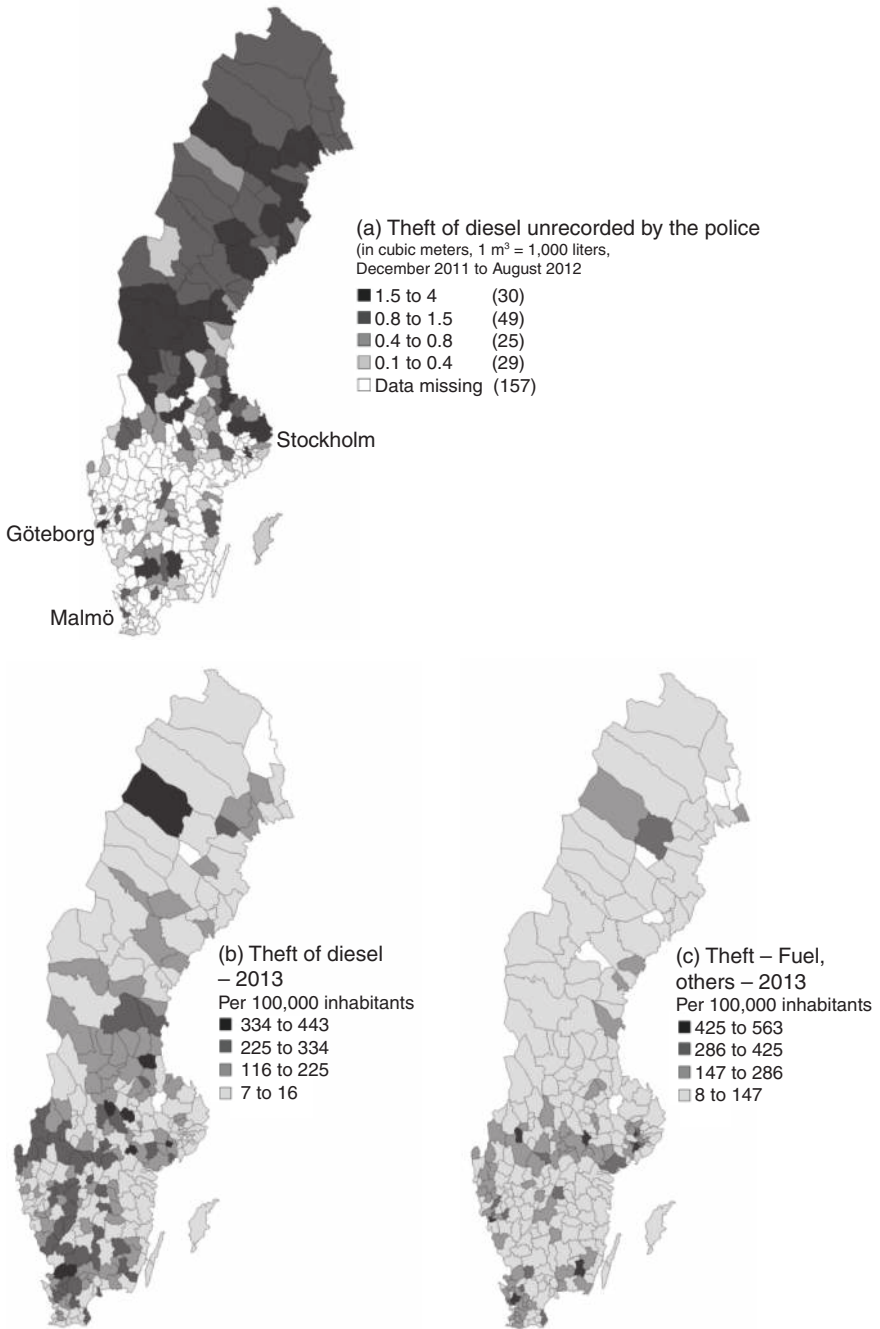 (a) Theft of diesel unrecorded by the police
(in cubic meters, 1 m³ = 1,000 liters,
December 2011 to August 2012
1.5 to 4 (30)
0.8 to 1.5 (49)
0.4 to 0.8 (25)
0.1 to 0.4 (29)
Data missing (157)
Stockholm
Göteborg
Malmö
(b) Theft of diesel
– 2013
Per 100,000 inhabitants
334 to 443
225 to 334
116 to 225
7 to 16
(c) Theft – Fuel,
others – 2013
Per 100,000 inhabitants
425 to 563
286 to 425
147 to 286
8 to 147